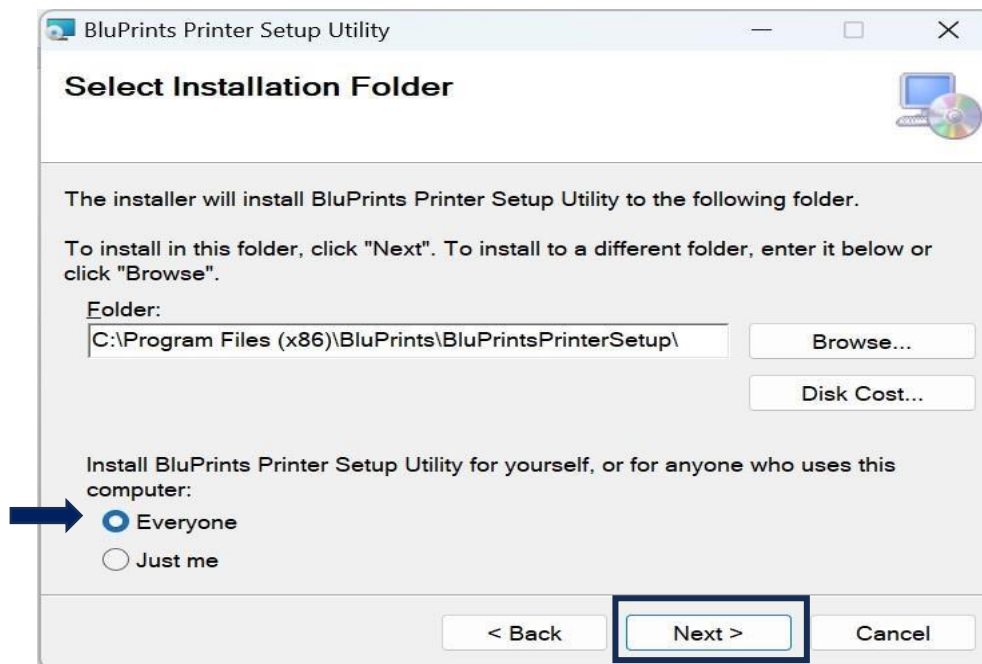 BluPrints Printer Setup Utility
Select Installation Folder
The installer will install BluPrints Printer Setup Utility to the following folder.
To install in this folder, click "Next". To install to a different folder, enter it below or
click "Browse".
Folder:
C:\Program Files (x86)\BluPrints\BluPrintsPrinterSetup\
Browse...
Disk Cost...
Install BluPrints Printer Setup Utility for yourself, or for anyone who uses this
computer:
Everyone
Just me
< Back Next > Cancel